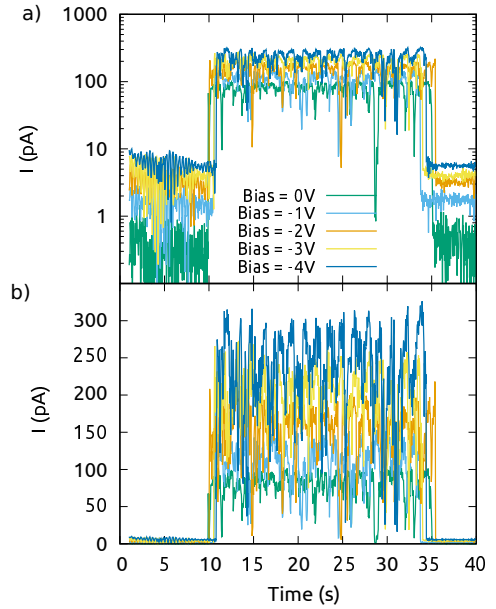 a)
1000
100
10
1
I (pA)
Bias = 0V
Bias = -1V
Bias = -2V
Bias = -3V
Bias = -4V
b)
300
250
200
150
100
50
0
I (pA)
0 5 10 15 20 25 30 35 40
Time (s)